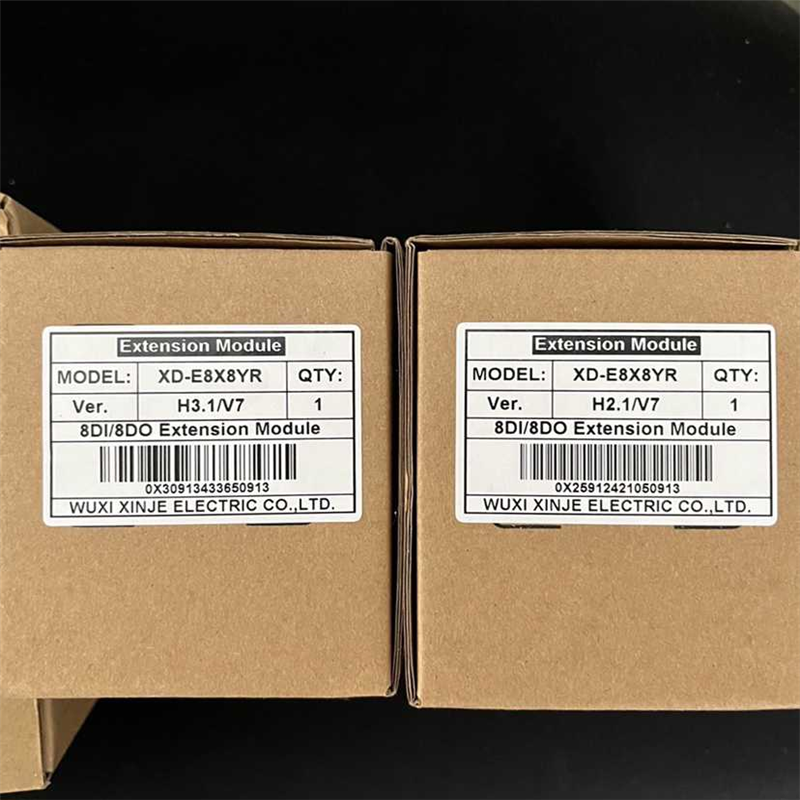 Extension Module
MODEL: XD-E8X8YR QTY:
Ver. H3.1/V7 1
8DI/8DO Extension Module
0X30913433650913
WUXI XINJE ELECTRIC CO.,LTD.
Extension Module
MODEL: XD-E8X8YR QTY:
Ver. H2.1/V7 1
8DI/8DO Extension Module
0X25912421050913
WUXI XINJE ELECTRIC CO.,LTD.